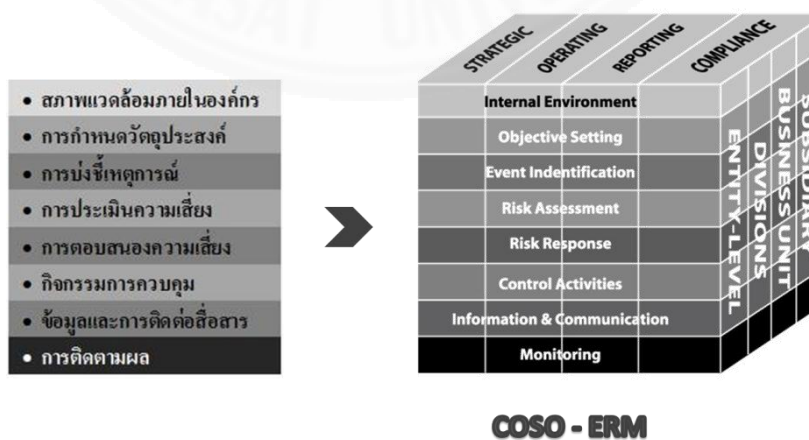 • สภาพแวดล้อมภายในองค์กร
• การกำหนดวัตถุประสงค์
• การบ่งชี้เหตุการณ์
• การประเมินความเสี่ยง
• การตอบสนองความเสี่ยง
• กิจกรรมการควบคุม
• ข้อมูลและการติดต่อสื่อสาร
• การติดตามผล
STRATEGIC
OPERATING
REPORTING
COMPLIANCE
Internal Environment
Objective Setting
Event Indentification
Risk Assessment
Risk Response
Control Activities
Information & Communication
Monitoring
ENTITY-LEVEL
DIVISIONS
BUSINESS UNIT
SUBSIDIARY
COSO - ERM